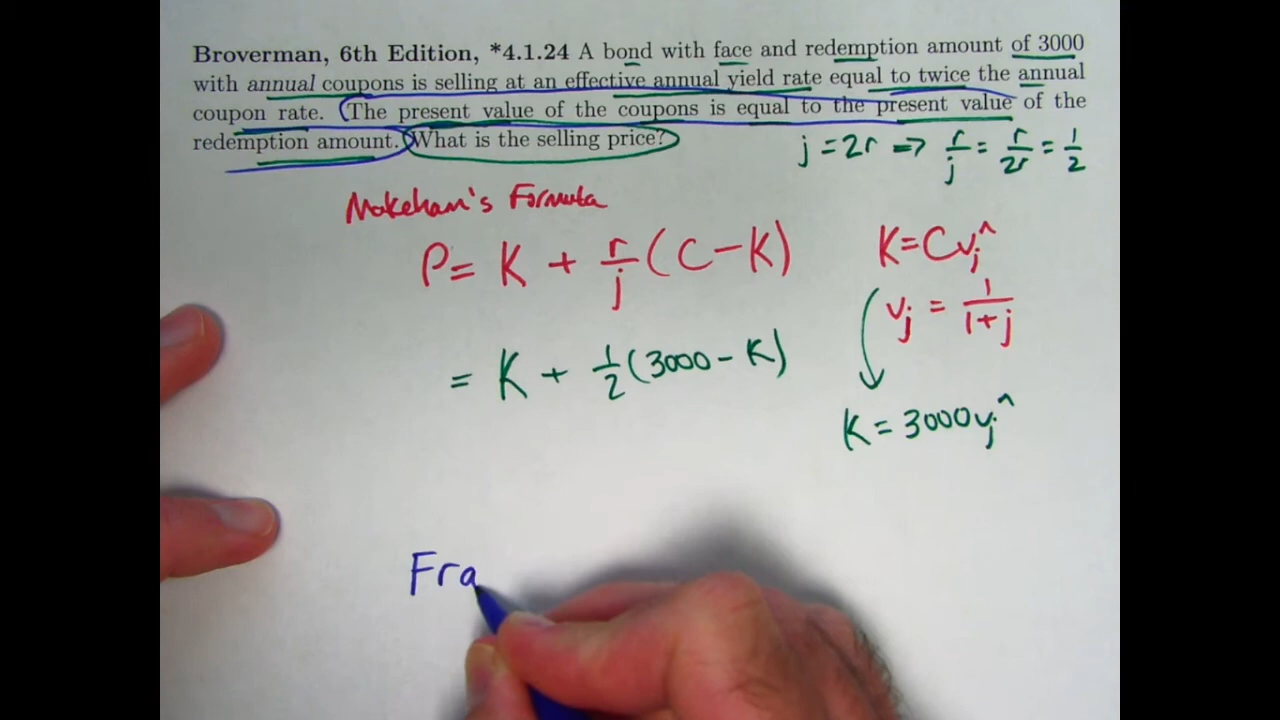 Broverman, 6th Edition, *4.1.24 A bond with face and redemption amount of 3000
with annual coupons is selling at an effective annual yield rate equal to twice the annual
coupon rate. The present value of the coupons is equal to the present value of the
redemption amount. What is the selling price?
j = 2r => r/j = r/2r = 1/2
Makeham's Formula
P = K + r/j (C - K)
K = Cv_j^n
v_j = 1/(1+j)
= K + 1/2 (3000 - K)
K = 3000v_j^n
Fra